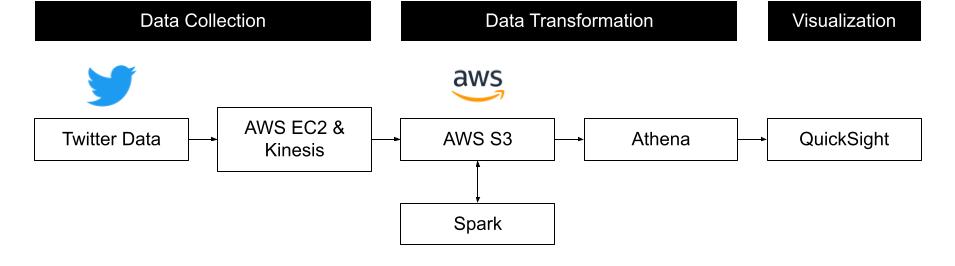 Data Collection
Data Transformation
Visualization
aws
Twitter Data
AWS EC2 &
Kinesis
AWS S3
Athena
QuickSight
Spark